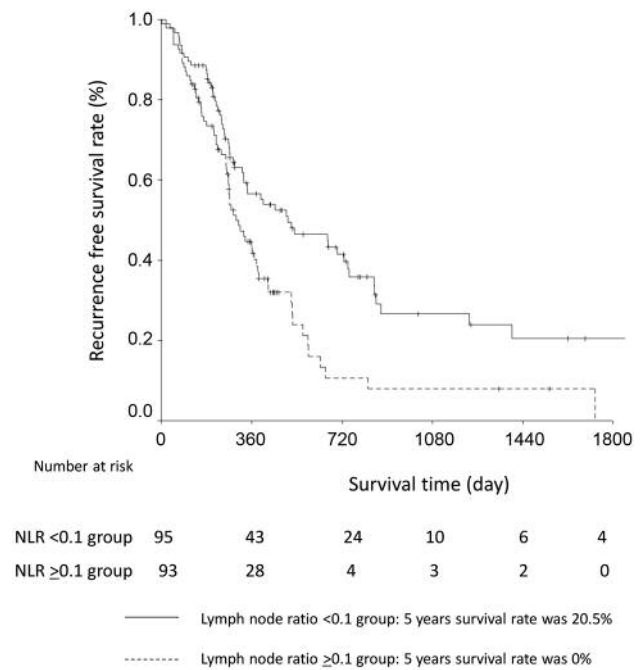 1.0
0.8
0.6
0.4
0.2
0.0
Recurrence free survival rate (%)
0 360 720 1080 1440 1800
Number at risk
Survival time (day)
NLR <0.1 group 95 43 24 10 6 4
NLR ≥0.1 group 93 28 4 3 2 0
Lymph node ratio <0.1 group: 5 years survival rate was 20.5%
Lymph node ratio ≥0.1 group: 5 years survival rate was 0%